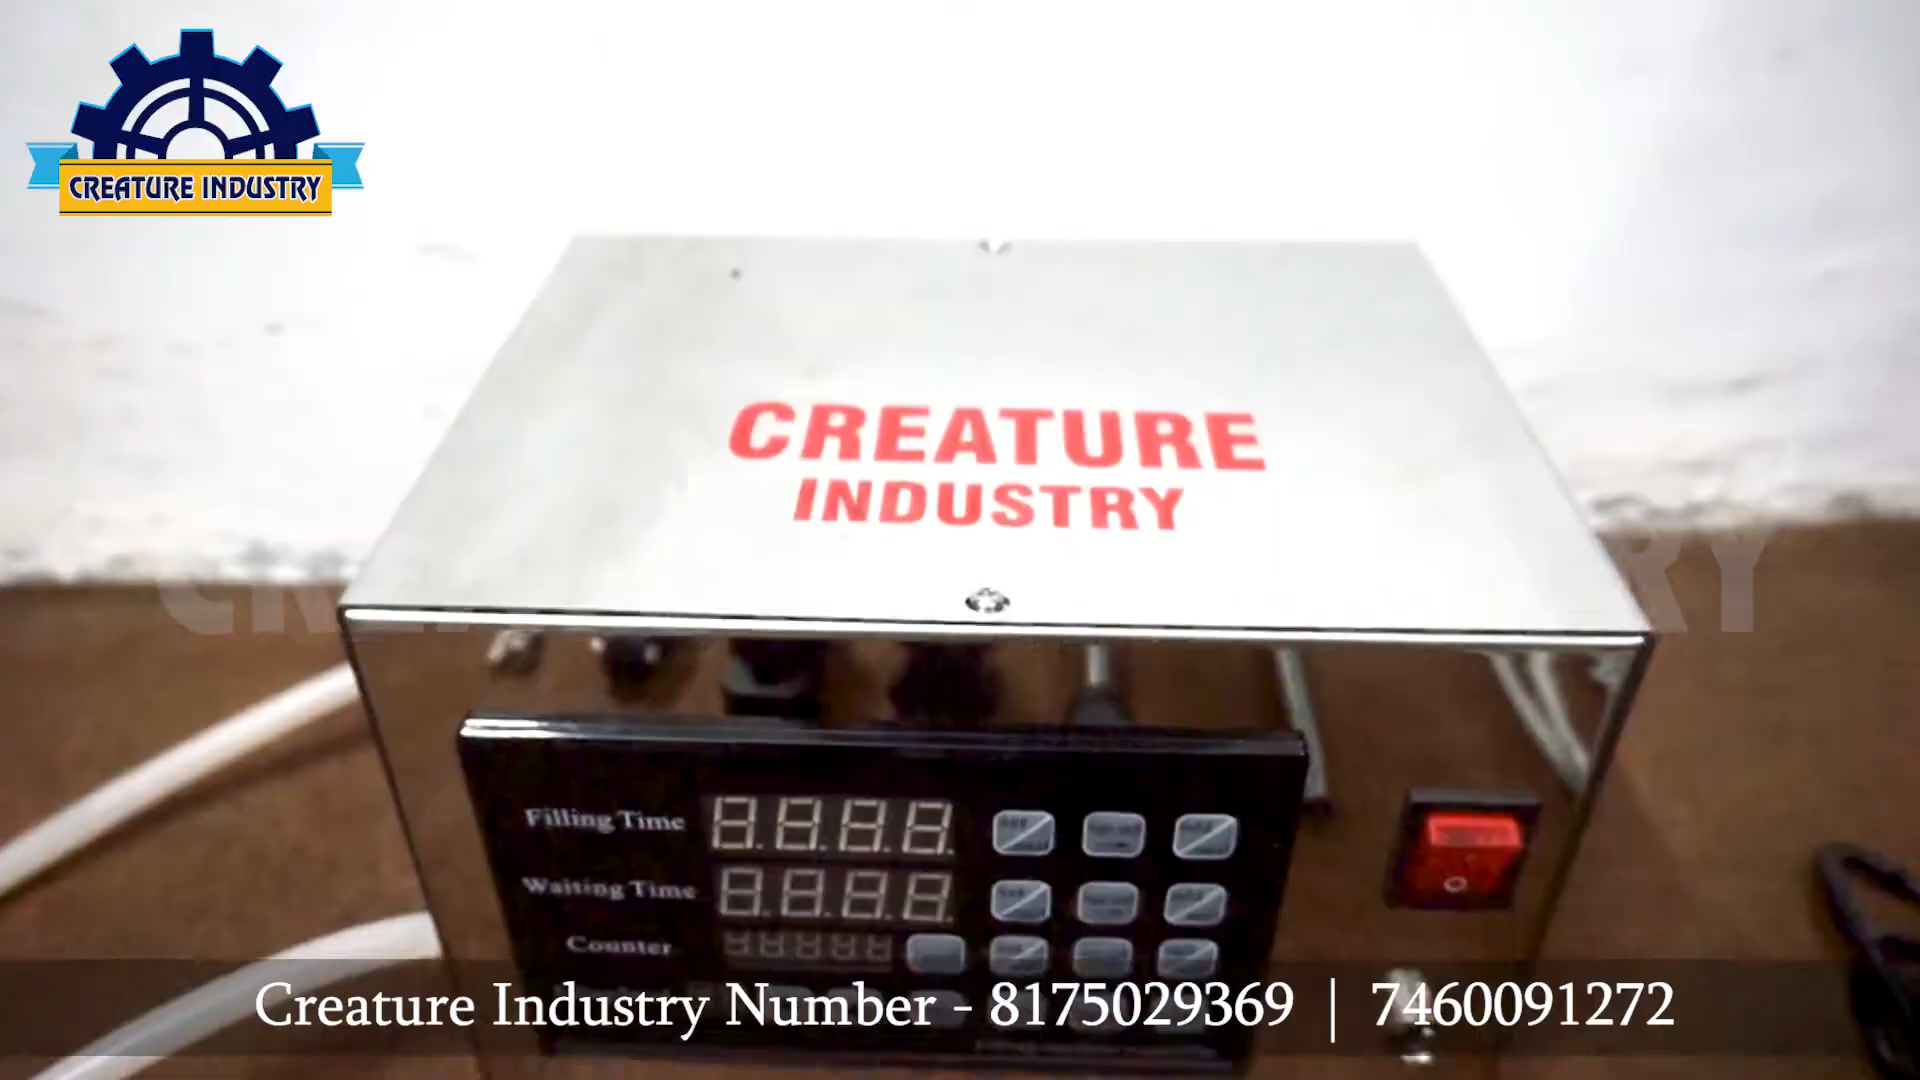 CREATURE INDUSTRY
CREATURE
INDUSTRY
Filling Time
Waiting Time
Counter
Creature Industry Number - 8175029369 | 7460091272